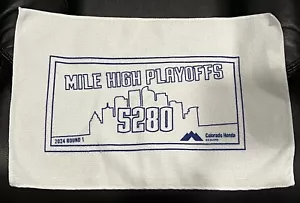 MILE HIGH PLAYOFFS
5280
2024 ROUND 1
Colorado Honda